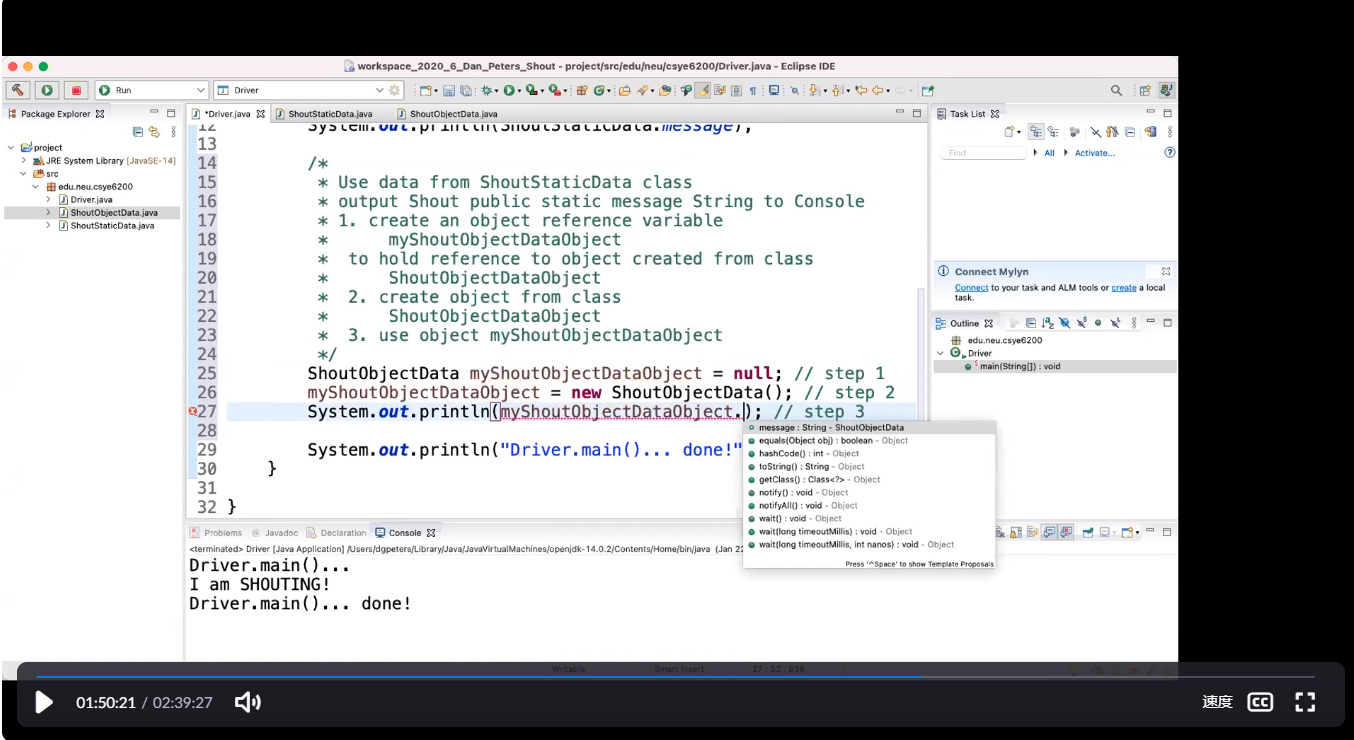 workspace_2020_6_Dan_Peters_Shout - project/src/edu/neu/csye6200/Driver.java - Eclipse IDE
Run
Driver
Package Explorer
*Driver.java
ShoutStaticData.java
ShoutObjectData.java
Task List
project
JRE System Library [JavaSE-14]
src
edu.neu.csye6200
Driver.java
ShoutObjectData.java
ShoutStaticData.java
12 System.out.println(ShoutStaticData.message);
13
14 /*
15 * Use data from ShoutStaticData class
16 * output Shout public static message String to Console
17 * 1. create an object reference variable
18 * myShoutObjectDataObject
19 * to hold reference to object created from class
20 * ShoutObjectDataObject
21 * 2. create object from class
22 * ShoutObjectDataObject
23 * 3. use object myShoutObjectDataObject
24 */
25 ShoutObjectData myShoutObjectDataObject = null; // step 1
26 myShoutObjectDataObject = new ShoutObjectData(); // step 2
27 System.out.println(myShoutObjectDataObject.); // step 3
28
29 System.out.println("Driver.main()... done!"
30 }
31
32 }
message : String - ShoutObjectData
equals(Object obj) : boolean - Object
hashCode() : int - Object
toString() : String - Object
getClass() : Class<?> - Object
notify() : void - Object
notifyAll() : void - Object
wait() : void - Object
wait(long timeoutMillis) : void - Object
wait(long timeoutMillis, int nanos) : void - Object
Press '^Space' to show Template Proposals
Find
All
Activate...
Connect Mylyn
Connect to your task and ALM tools or create a local
task.
Outline
edu.neu.csye6200
Driver
main(String[]) : void
Problems
Javadoc
Declaration
Console
<terminated> Driver [Java Application] /Users/dgpeters/Library/Java/JavaVirtualMachines/openjdk-14.0.2/Contents/Home/bin/java (Jan 22
Driver.main()...
I am SHOUTING!
Driver.main()... done!
Writable
Smart Insert
27 : 52 : 839
01:50:21 / 02:39:27
速度
CC